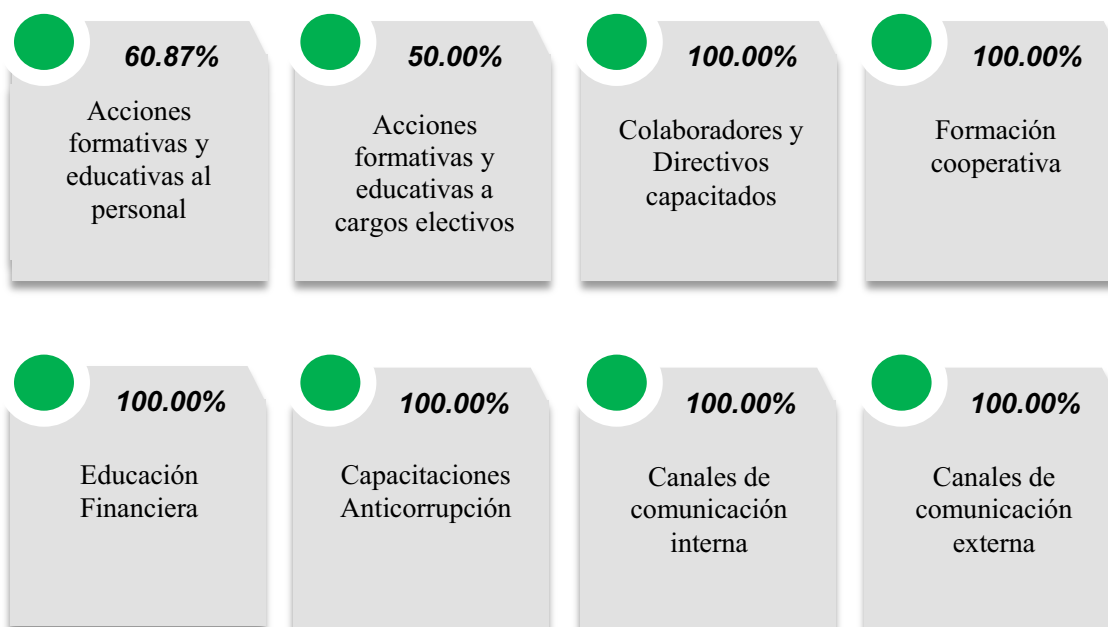 60.87%
Acciones
formativas y
educativas al
personal
50.00%
Acciones
formativas y
educativas a
cargos electivos
100.00%
Colaboradores y
Directivos
capacitados
100.00%
Formación
cooperativa
100.00%
Educación
Financiera
100.00%
Capacitaciones
Anticorrupción
100.00%
Canales de
comunicación
interna
100.00%
Canales de
comunicación
externa